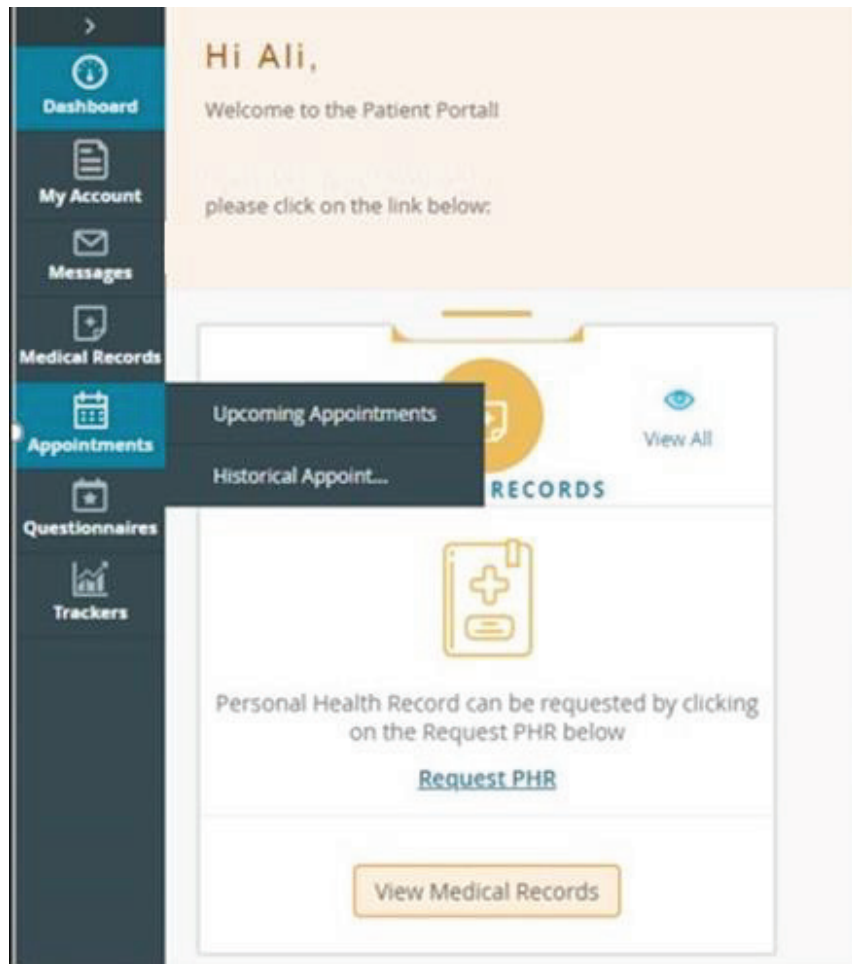 Hi Ali,
Welcome to the Patient Portal!
please click on the link below:
Dashboard
My Account
Messages
Medical Records
Appointments
Questionnaires
Trackers
Upcoming Appointments
Historical Appoint...
View All
RECORDS
Personal Health Record can be requested by clicking
on the Request PHR below
Request PHR
View Medical Records